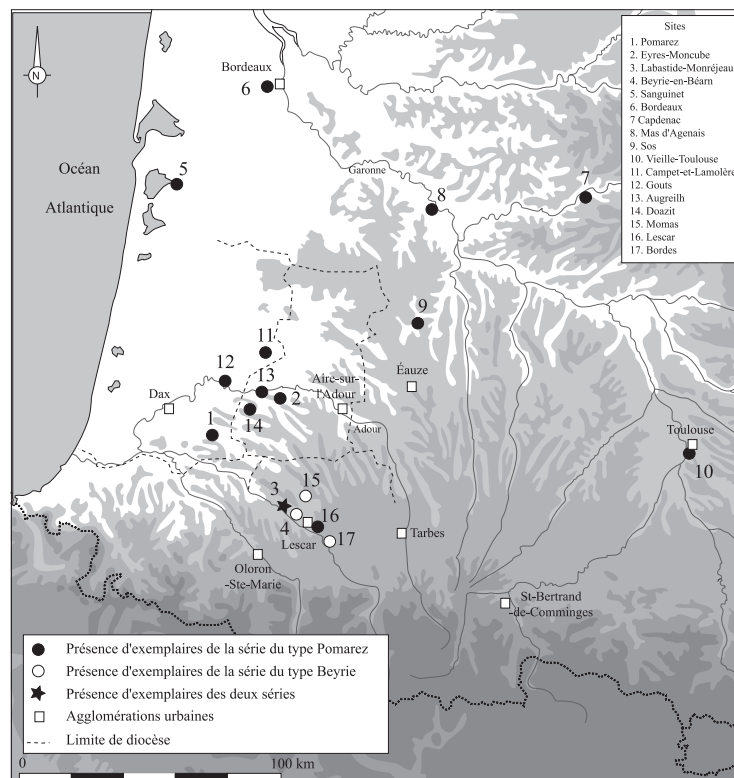 Sites
1. Pomarez
2. Eyres-Moncube
3. Labastide-Monréjeau
4. Beyrie-en-Béarn
5. Sanguinet
6. Bordeaux
7 Capdenac
8. Mas d'Agenais
9. Sos
10. Vieille-Toulouse
11. Campet-et-Lamolère
12. Gouts
13. Augreilh
14. Doazit
15. Momas
16. Lescar
17. Bordes
N
Bordeaux
6
Océan
Atlantique
5
Garonne
8
7
9
11
12
13
Dax
2
Aire-sur-
l'Adour
Éauze
14
1
Adour
Toulouse
10
15
3
4
16
Lescar
17
Tarbes
Oloron
-Ste-Marie
St-Bertrand
-de-Comminges
Présence d'exemplaires de la série du type Pomarez
Présence d'exemplaires de la série du type Beyrie
Présence d'exemplaires des deux séries
Agglomérations urbaines
Limite de diocèse
0
100 km